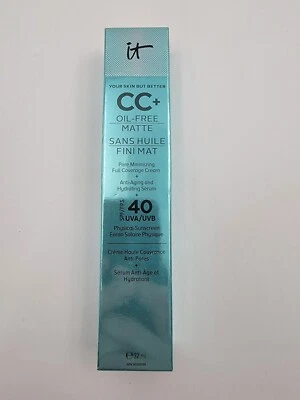 it
YOUR SKIN BUT BETTER
CC+
OIL-FREE
MATTE
SANS HUILE
FINI MAT
Pore Minimizing
Full Coverage Cream
+
Anti-Aging and
Hydrating Serum
+
SPF/FPS 40
UVA/UVB
Physical Sunscreen
Écran Solaire Physique
+
Crème Haute Couverture
Anti-Pores
+
Sérum Anti-Âge et
Hydratant